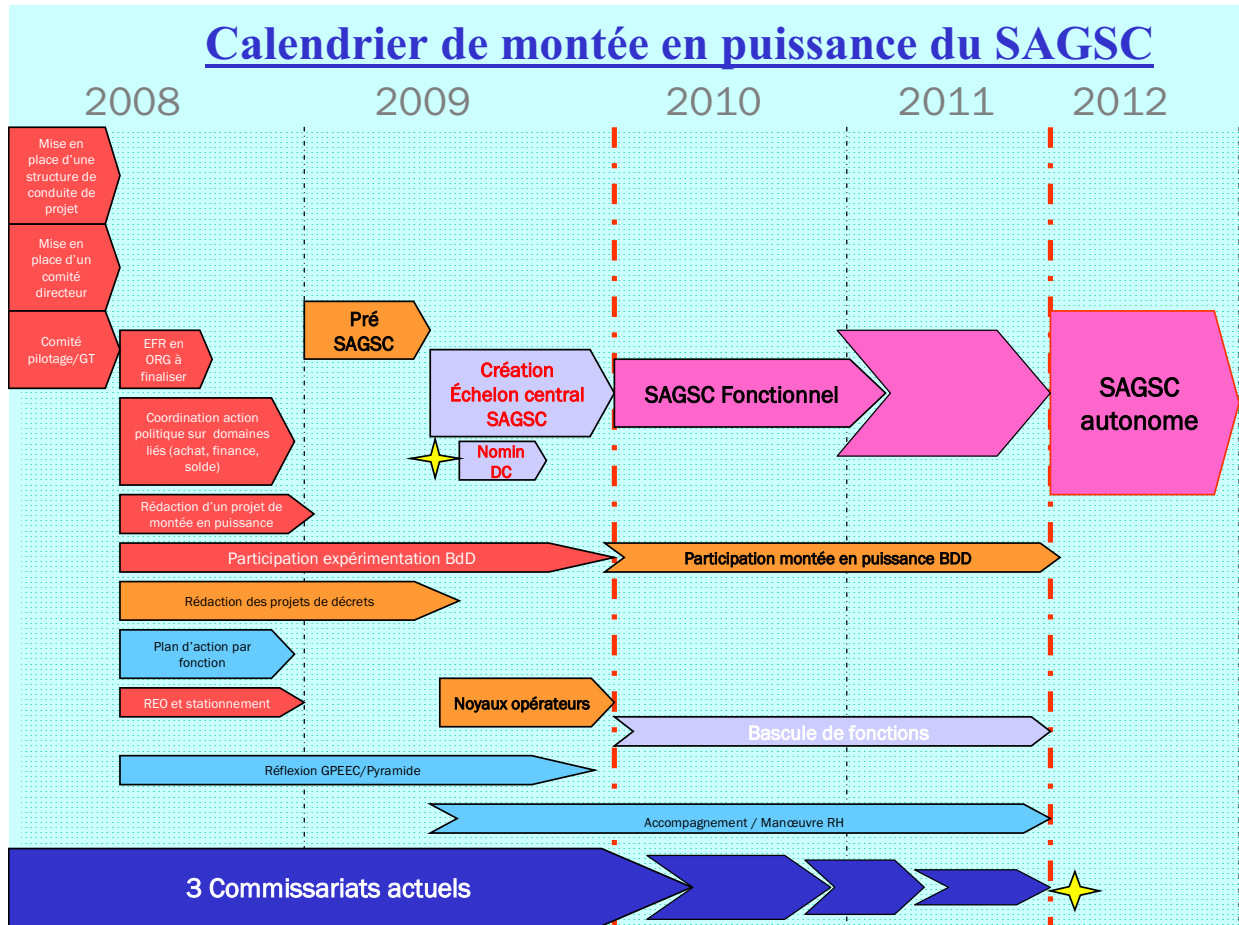 Calendrier de montée en puissance du SAGSC
2008 2009 2010 2011 2012
Mise en
place d'une
structure de
conduite de
projet
Mise en
place d'un
comité
directeur
Comité
pilotage/GT
EFR en
ORG à
finaliser
Pré
SAGSC
Création
Échelon central
SAGSC
SAGSC Fonctionnel
SAGSC
autonome
Coordination action
politique sur domaines
liés (achat, finance,
solde)
Nomin
DC
Rédaction d'un projet de
montée en puissance
Participation expérimentation BdD
Participation montée en puissance BDD
Rédaction des projets de décrets
Plan d'action par
fonction
REO et stationnement
Noyaux opérateurs
Bascule de fonctions
Réflexion GPEEC/Pyramide
Accompagnement / Manœuvre RH
3 Commissariats actuels